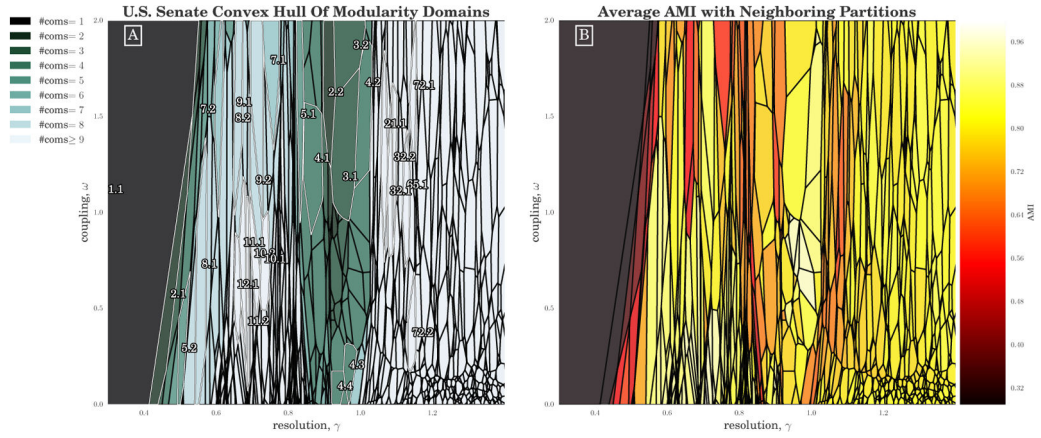 U.S. Senate Convex Hull Of Modularity Domains
Average AMI with Neighboring Partitions
#coms= 1
#coms= 2
#coms= 3
#coms= 4
#coms= 5
#coms= 6
#coms= 7
#coms= 8
#coms≥ 9
A
B
2.0
1.5
1.0
0.5
0.0
coupling, ω
0.4 0.6 0.8 1.0 1.2
resolution, γ
1.1
2.1
5.2
8.1
7.2
9.1
8.2
7.1
9.2
11.1
10.2
10.1
12.1
11.2
5.1
2.2
3.2
4.2
4.1
3.1
4.3
4.4
21.1
72.1
32.2
32.1
65.1
72.2
2.0
1.5
1.0
0.5
0.0
coupling, ω
0.4 0.6 0.8 1.0 1.2
resolution, γ
0.96
0.88
0.80
0.72
0.64
0.56
0.48
0.40
0.32
AMI